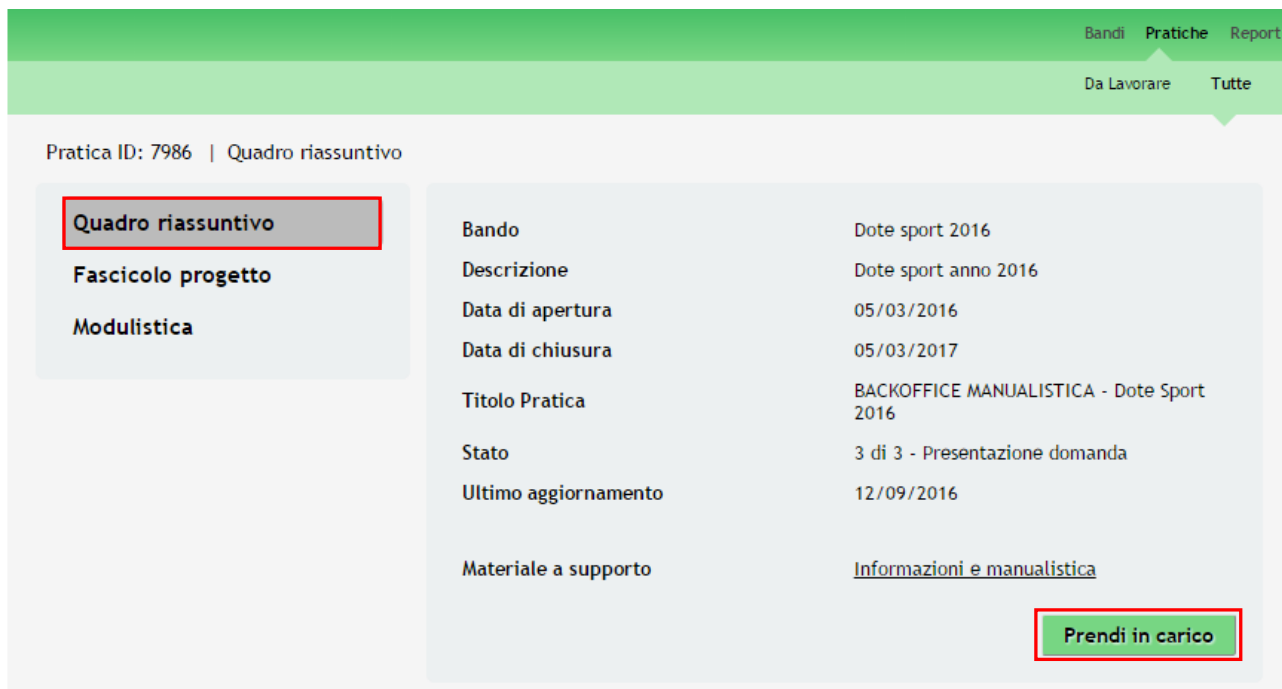 Bandi Pratiche Report
Da Lavorare Tutte
Pratica ID: 7986 | Quadro riassuntivo
Quadro riassuntivo
Fascicolo progetto
Modulistica
Bando Dote sport 2016
Descrizione Dote sport anno 2016
Data di apertura 05/03/2016
Data di chiusura 05/03/2017
Titolo Pratica BACKOFFICE MANUALISTICA - Dote Sport
2016
Stato 3 di 3 - Presentazione domanda
Ultimo aggiornamento 12/09/2016
Materiale a supporto Informazioni e manualistica
Prendi in carico